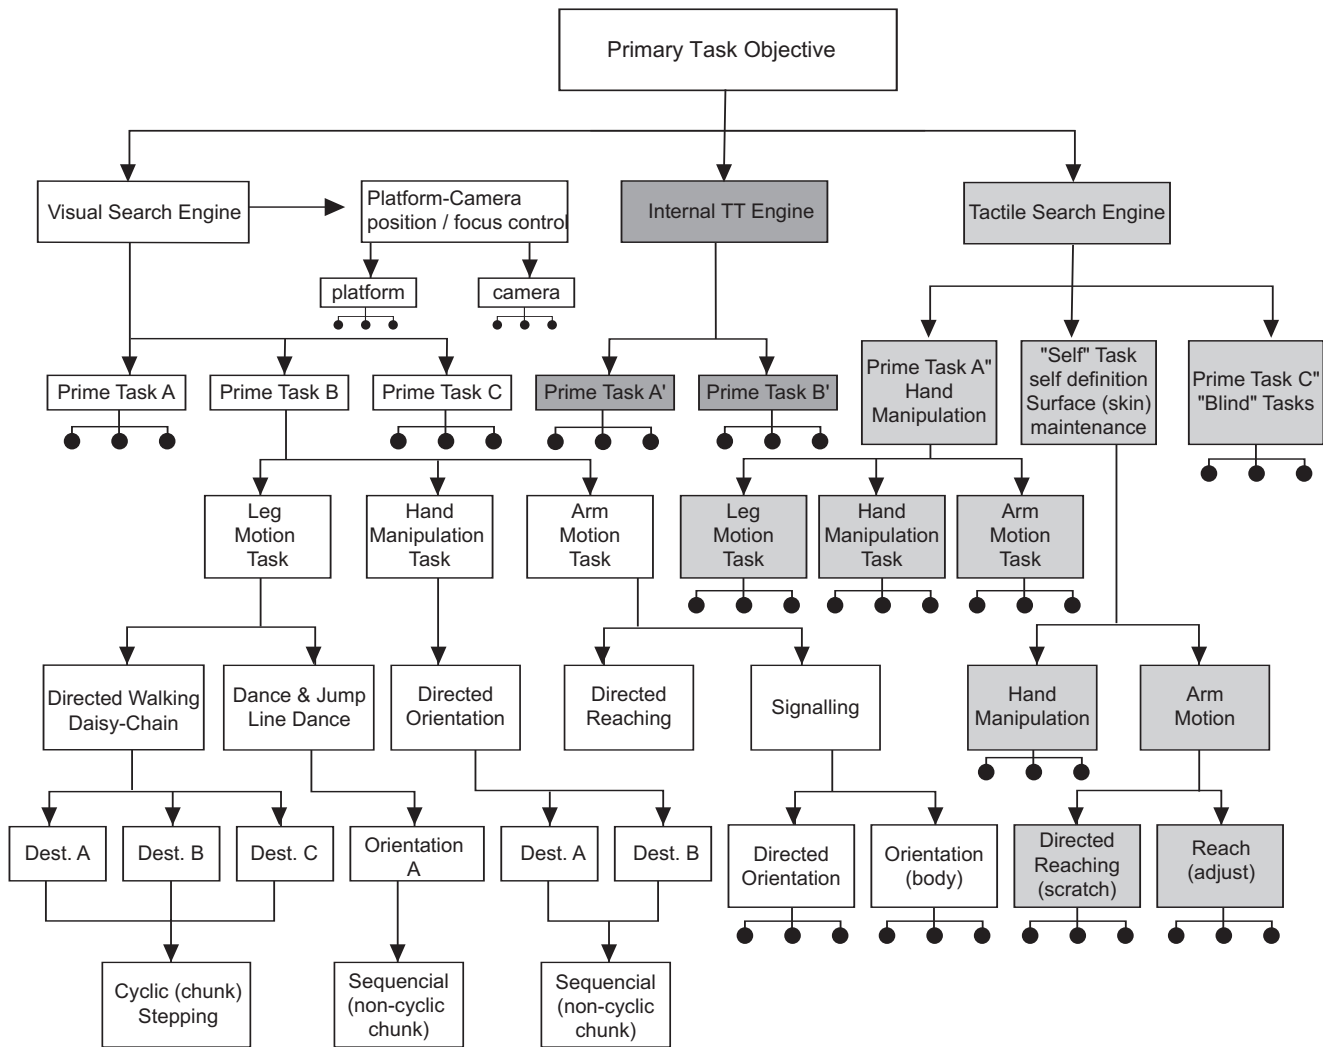 Primary Task Objective
Visual Search Engine
Platform-Camera
position / focus control
Internal TT Engine
Tactile Search Engine
platform
camera
Prime Task A
Prime Task B
Prime Task C
Prime Task A'
Prime Task B'
Prime Task A"
Hand
Manipulation
"Self" Task
self definition
Surface (skin)
maintenance
Prime Task C"
"Blind" Tasks
Leg
Motion
Task
Hand
Manipulation
Task
Arm
Motion
Task
Leg
Motion
Task
Hand
Manipulation
Task
Arm
Motion
Task
Directed Walking
Daisy-Chain
Dance & Jump
Line Dance
Directed
Orientation
Directed
Reaching
Signalling
Hand
Manipulation
Arm
Motion
Dest. A
Dest. B
Dest. C
Orientation
A
Dest. A
Dest. B
Directed
Orientation
Orientation
(body)
Directed
Reaching
(scratch)
Reach
(adjust)
Cyclic (chunk)
Stepping
Sequencial
(non-cyclic
chunk)
Sequencial
(non-cyclic
chunk)